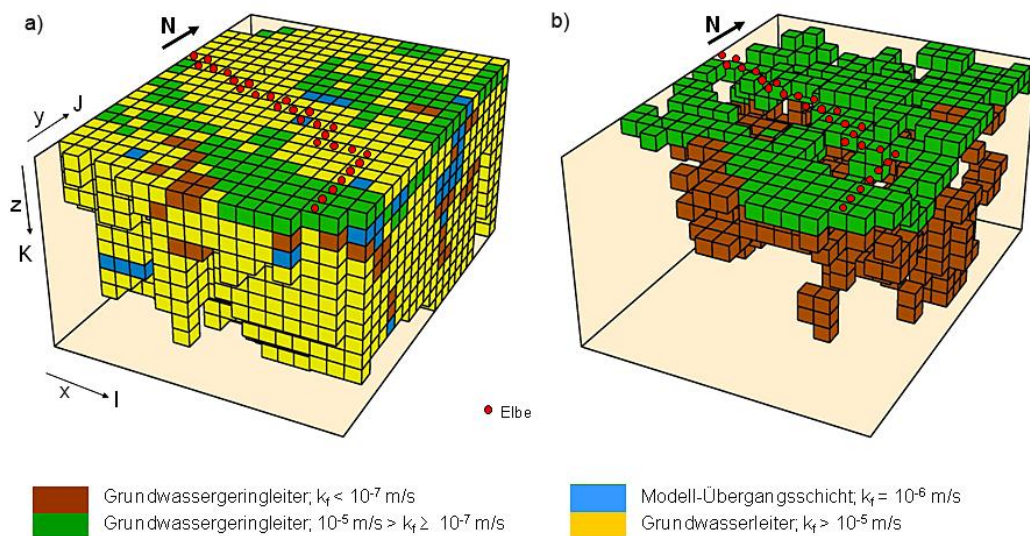 a)
N
J
y
z
K
x
I
b)
N
Elbe
Grundwassergeringleiter; kf < 10-7 m/s
Grundwassergeringleiter; 10-5 m/s > kf ≥ 10-7 m/s
Modell-Übergangsschicht; kf = 10-6 m/s
Grundwasserleiter; kf > 10-5 m/s